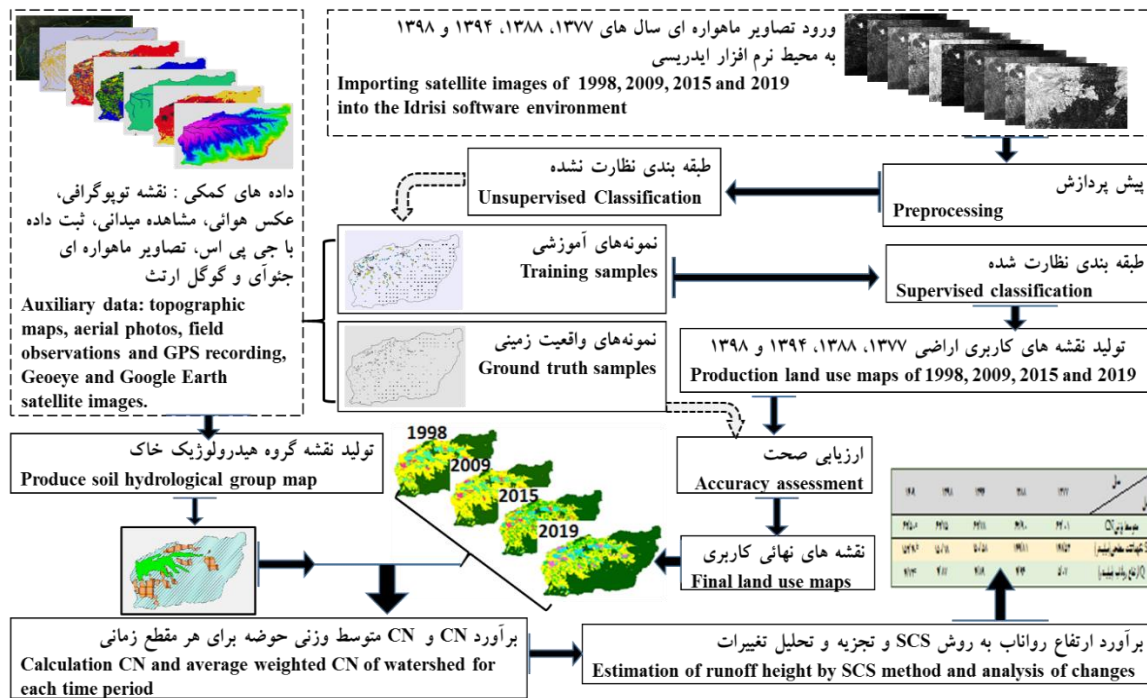 ورود تصاویر ماهواره ای سال های ۱۳۷۷، ۱۳۸۸، ۱۳۹۴ و ۱۳۹۸
به محیط نرم افزار ایدریسی
Importing satellite images of 1998, 2009, 2015 and 2019
into the Idrisi software environment
پیش پردازش
Preprocessing
طبقه بندی نظارت نشده
Unsupervised Classification
داده های کمکی : نقشه توپوگرافی،
عکس هوائی، مشاهده میدانی، ثبت داده
با جی پی اس، تصاویر ماهواره ای
جئوآی و گوگل ارتث
Auxiliary data: topographic
maps, aerial photos, field
observations and GPS recording,
Geoeye and Google Earth
satellite images.
نمونه‌های آموزشی
Training samples
نمونه‌های واقعیت زمینی
Ground truth samples
طبقه بندی نظارت شده
Supervised classification
تولید نقشه های کاربری اراضی ۱۳۷۷، ۱۳۸۸، ۱۳۹۴ و ۱۳۹۸
Production land use maps of 1998, 2009, 2015 and 2019
ارزیابی صحت
Accuracy assessment
نقشه های نهائی کاربری
Final land use maps
1998
2009
2015
2019
تولید نقشه گروه هیدرولوژیک خاک
Produce soil hydrological group map
برآورد CN و CN متوسط وزنی حوضه برای هر مقطع زمانی
Calculation CN and average weighted CN of watershed for
each time period
برآورد ارتفاع رواناب به روش SCS و تجزیه و تحلیل تغییرات
Estimation of runoff height by SCS method and analysis of changes
سال